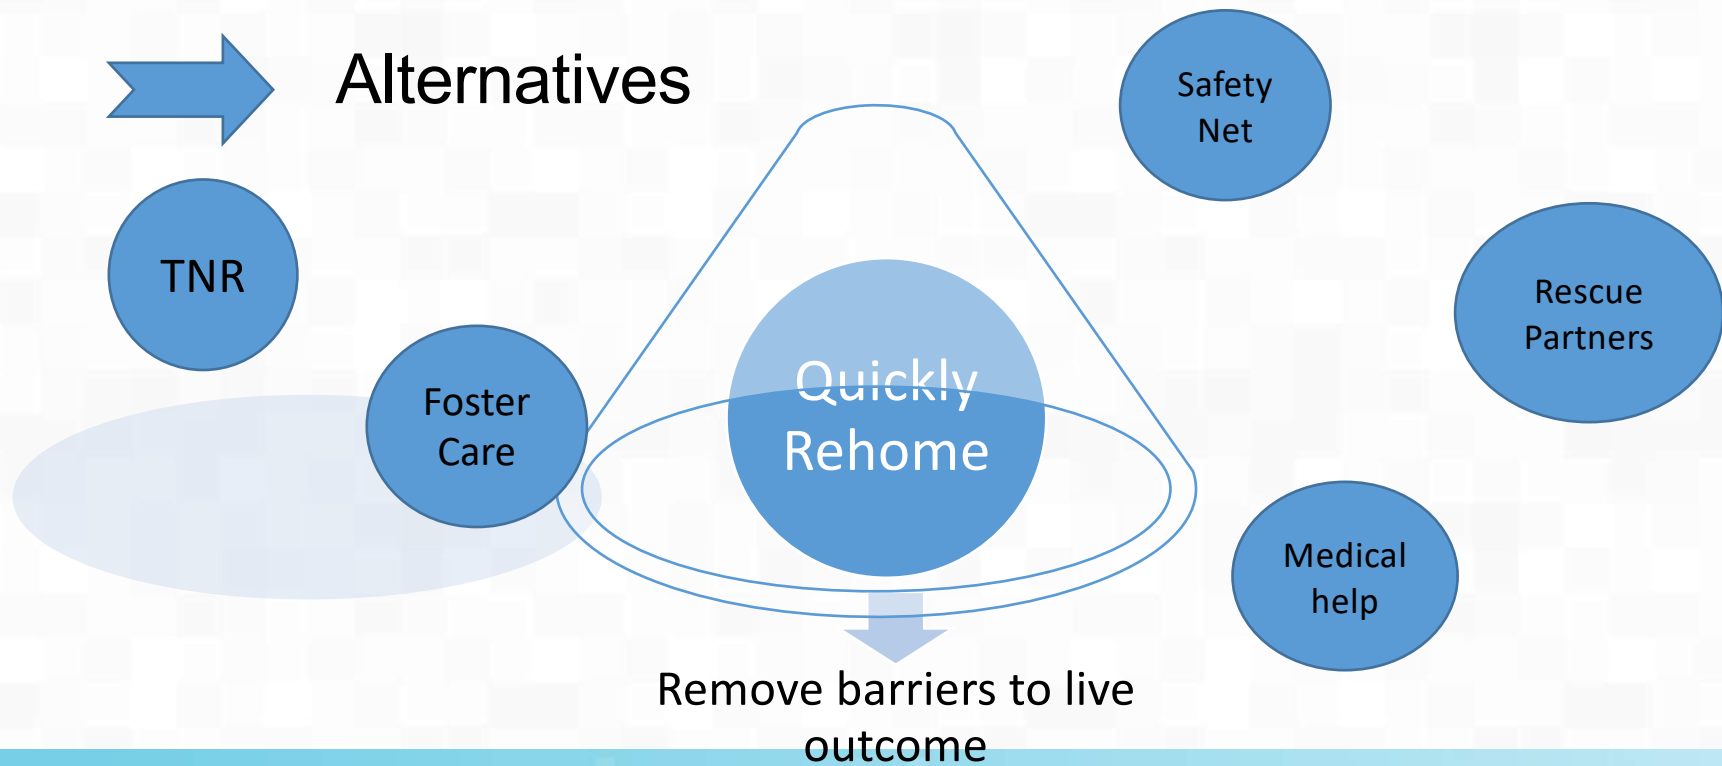 Alternatives
Safety
Net
TNR
Rescue
Partners
Foster
Care
Quickly
Rehome
Medical
help
Remove barriers to live
outcome